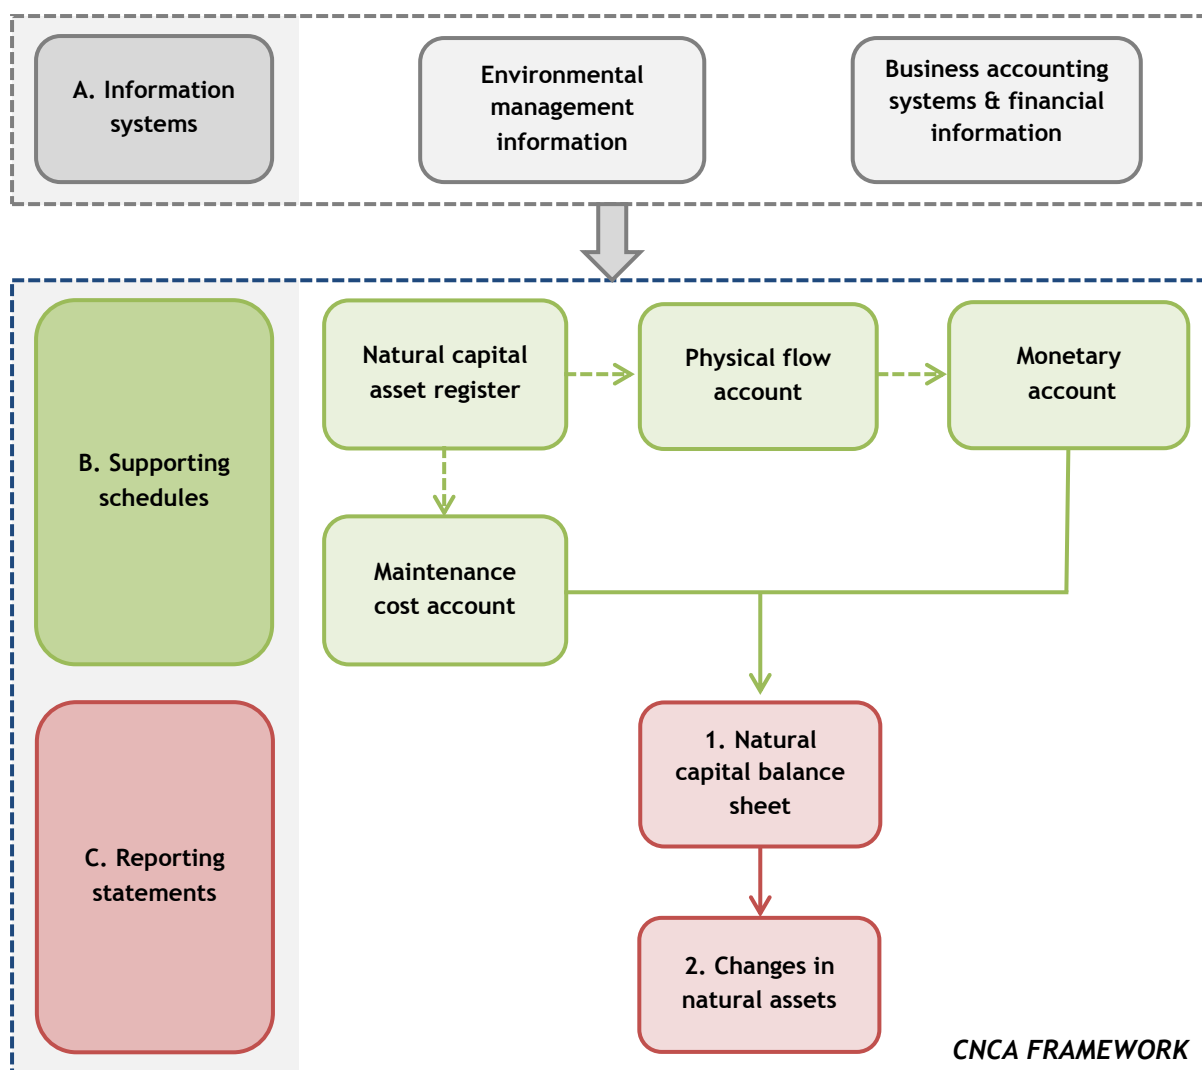 A. Information
systems
Environmental
management
information
Business accounting
systems & financial
information
B. Supporting
schedules
Natural capital
asset register
Physical flow
account
Monetary
account
Maintenance
cost account
C. Reporting
statements
1. Natural
capital balance
sheet
2. Changes in
natural assets
CNCA FRAMEWORK